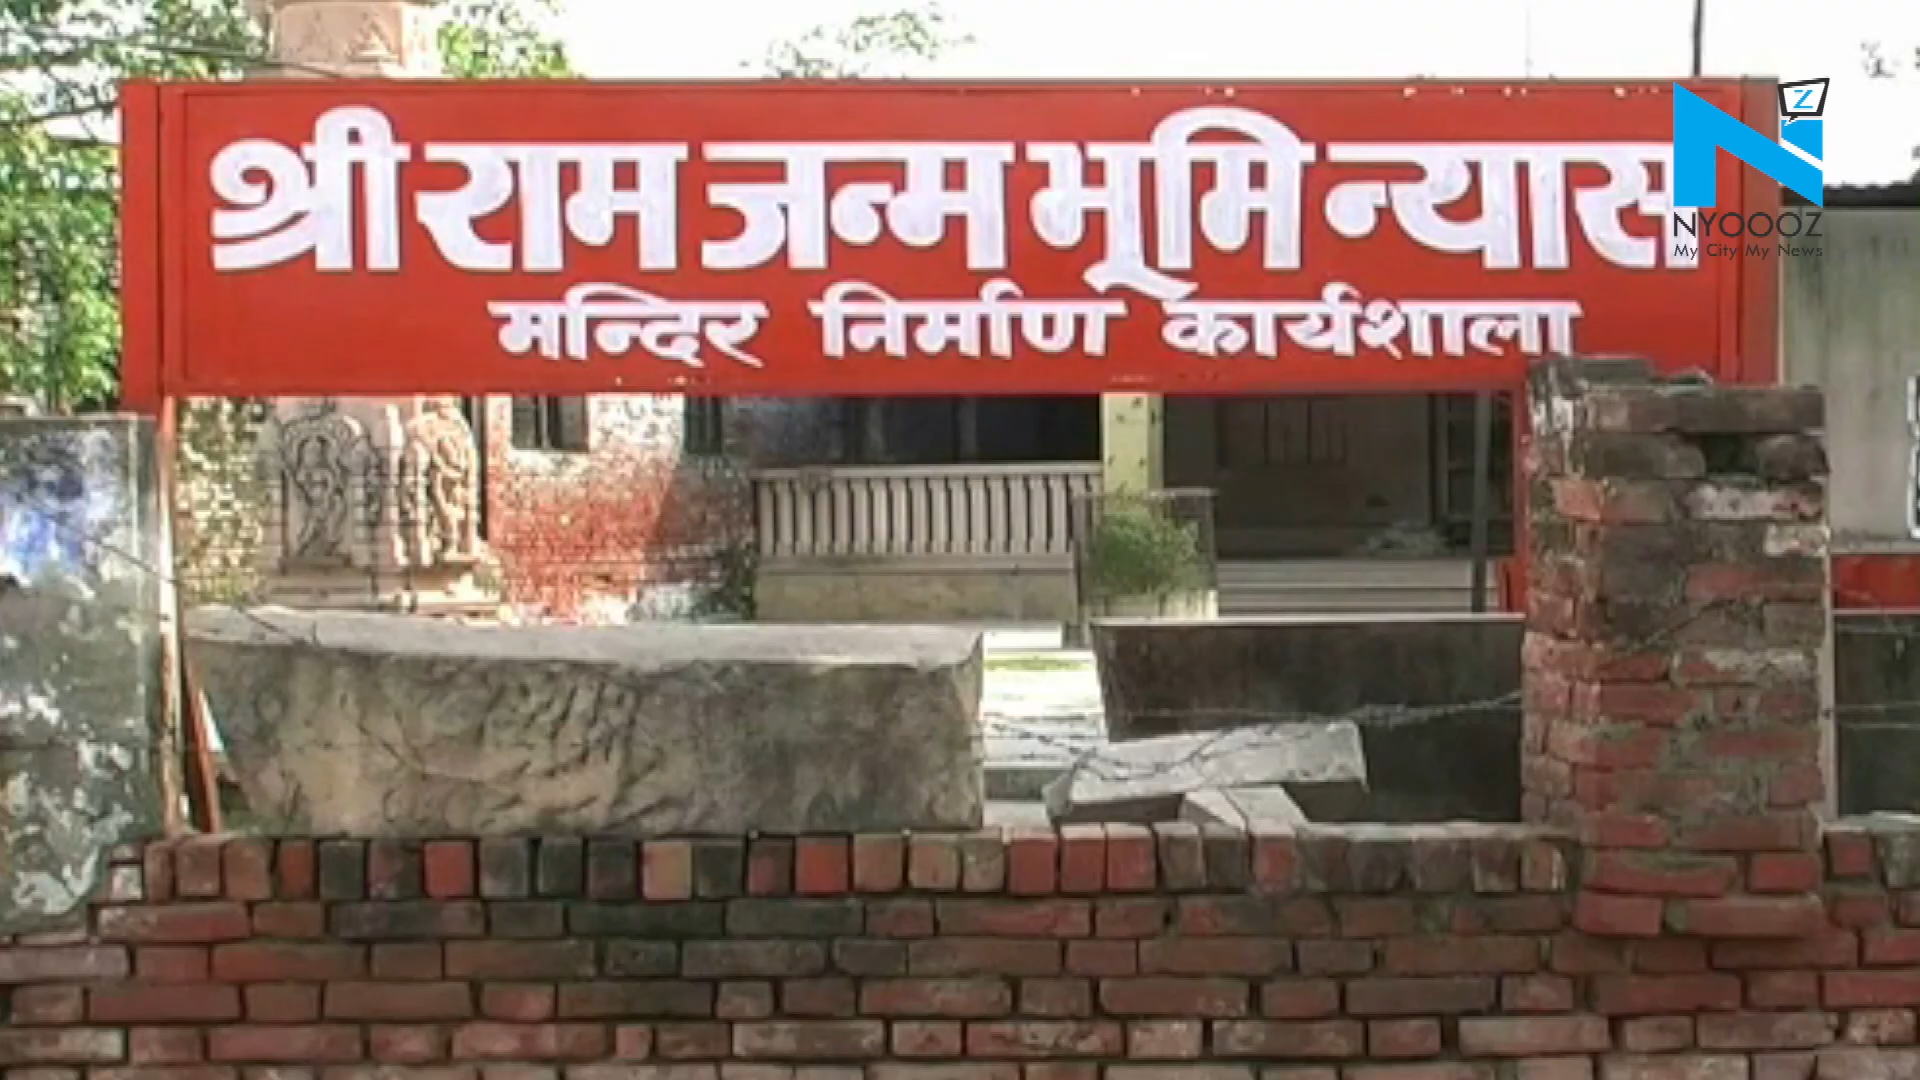 श्री राम जन्म भूमि न्यास
मन्दिर निर्माण कार्यशाला
Z
NYOOOZ
My City My News